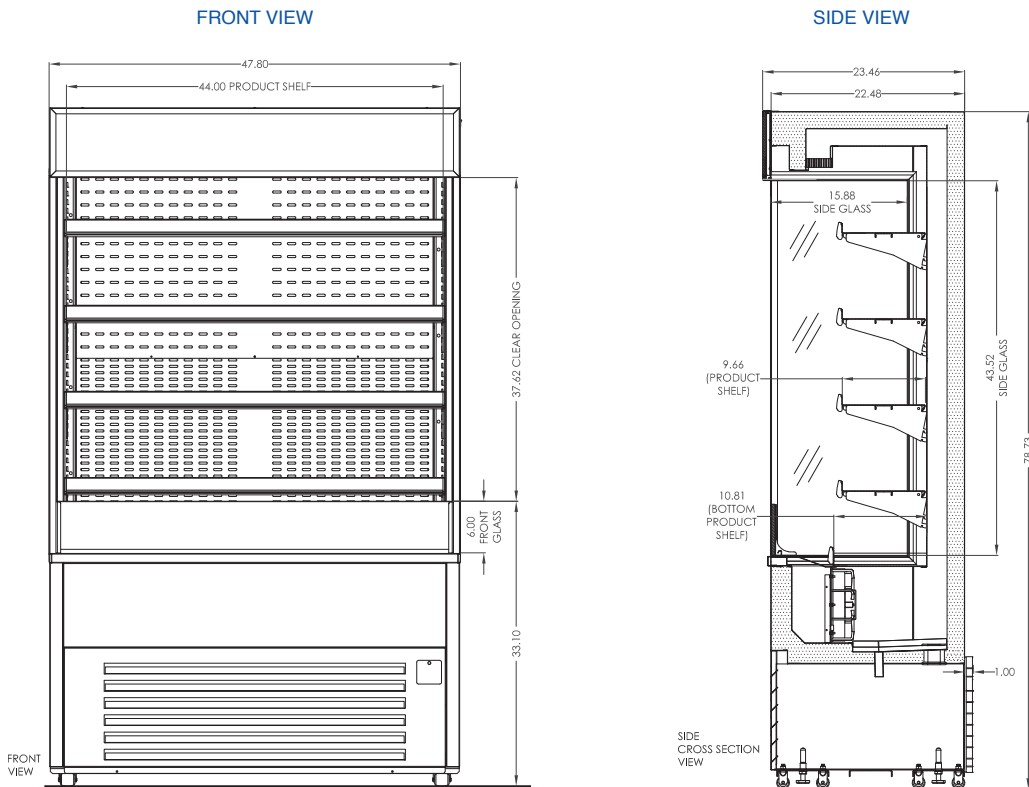 FRONT VIEW
SIDE VIEW
47.80
44.00 PRODUCT SHELF
37.62 CLEAR OPENING
6.00
FRONT
GLASS
33.10
FRONT
VIEW
23.46
22.48
15.88
SIDE GLASS
9.66
(PRODUCT
SHELF)
43.52
SIDE GLASS
10.81
(BOTTOM
PRODUCT
SHELF)
78.73
1.00
SIDE
CROSS SECTION
VIEW